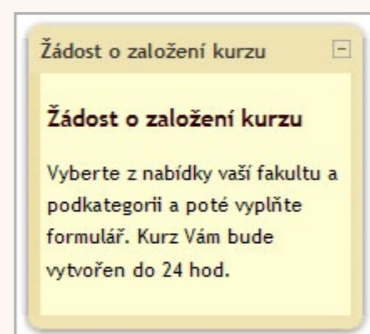 Žádost o založení kurzu
Žádost o založení kurzu
Vyberte z nabídky vaší fakultu a
podkategorii a poté vyplňte
formulář. Kurz Vám bude
vytvořen do 24 hod.